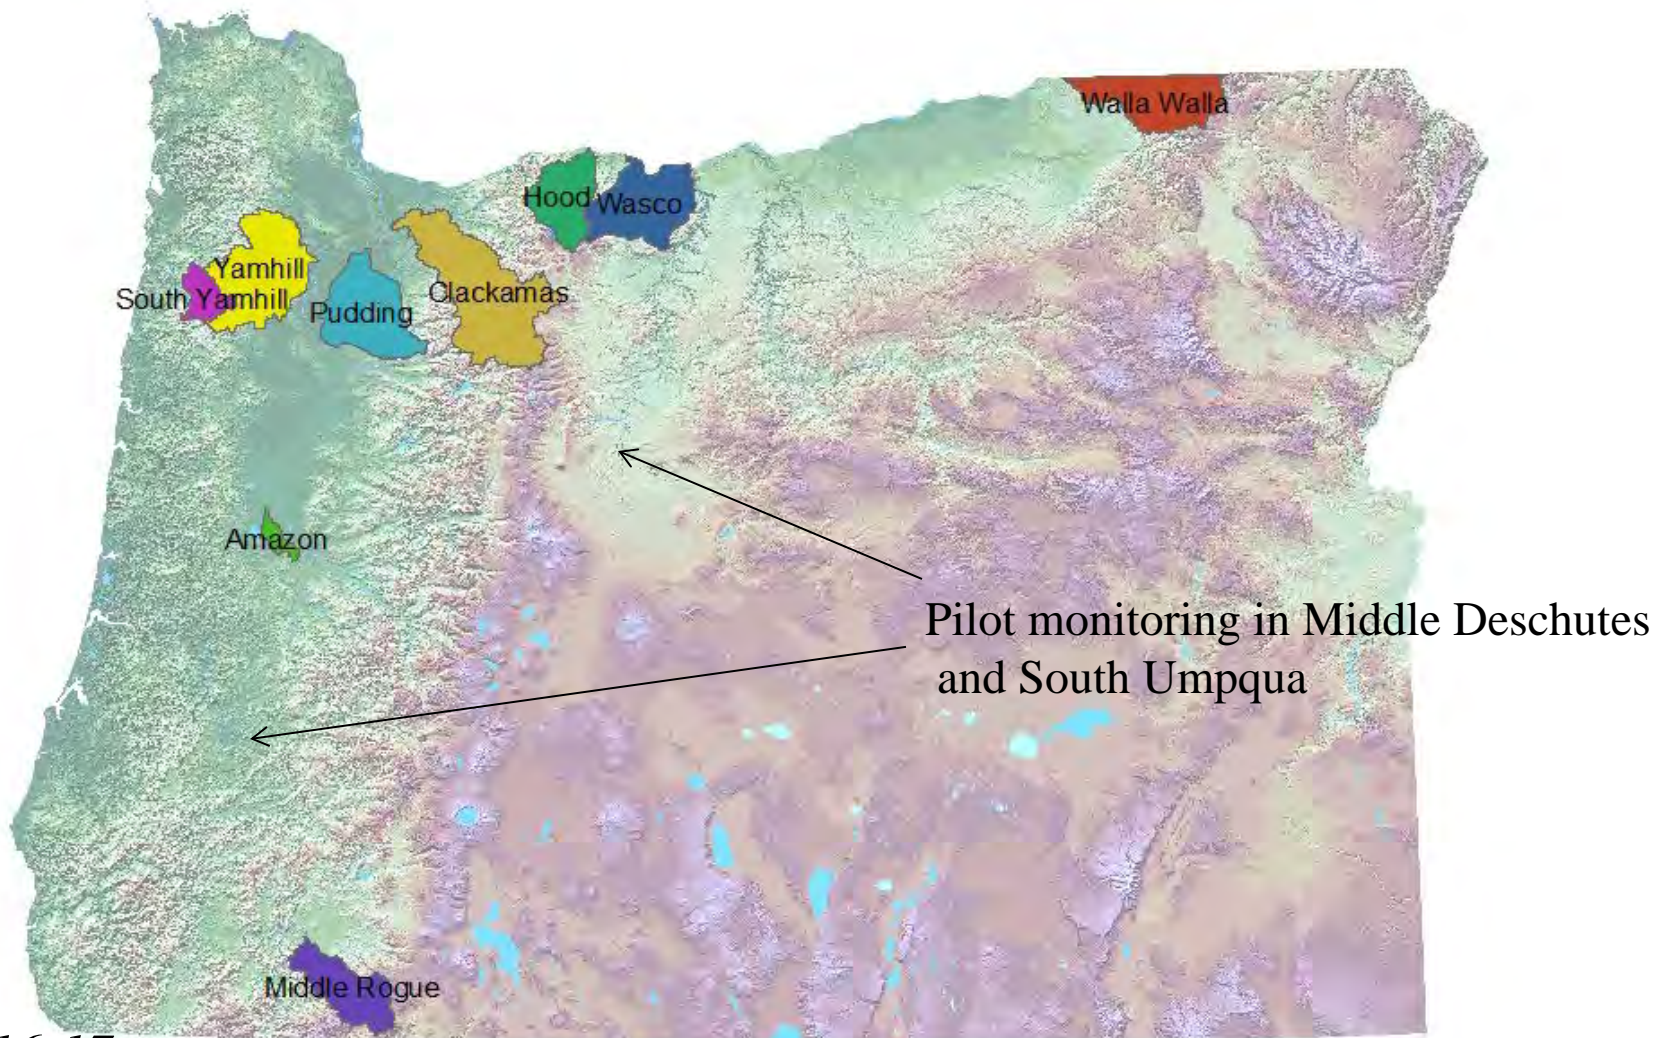 Walla Walla
Hood
Wasco
Yamhill
South Yamhill
Pudding
Clackamas
Amazon
Pilot monitoring in Middle Deschutes
and South Umpqua
Middle Rogue